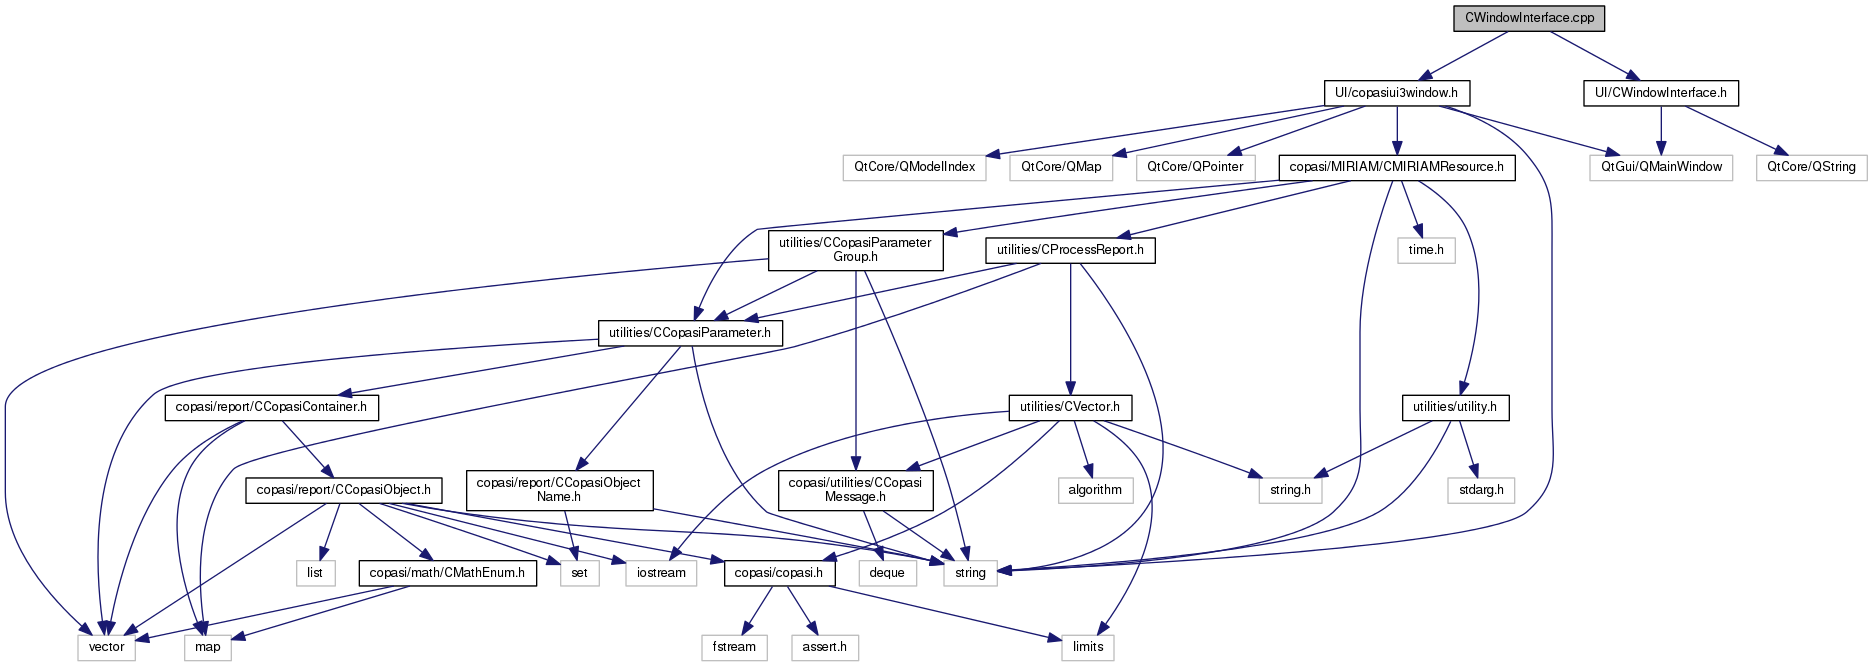 CWindowInterface.cpp
UI/copasiui3window.h
UI/CWindowInterface.h
QtCore/QModelIndex
QtCore/QMap
QtCore/QPointer
copasi/MIRIAM/CMIRIAMResource.h
QtGui/QMainWindow
QtCore/QString
utilities/CCopasiParameter
Group.h
utilities/CProcessReport.h
time.h
utilities/CCopasiParameter.h
copasi/report/CCopasiContainer.h
utilities/CVector.h
utilities/utility.h
copasi/report/CCopasiObject.h
copasi/report/CCopasiObject
Name.h
copasi/utilities/CCopasi
Message.h
algorithm
string.h
stdarg.h
list
copasi/math/CMathEnum.h
set
iostream
copasi/copasi.h
deque
string
vector
map
fstream
assert.h
limits